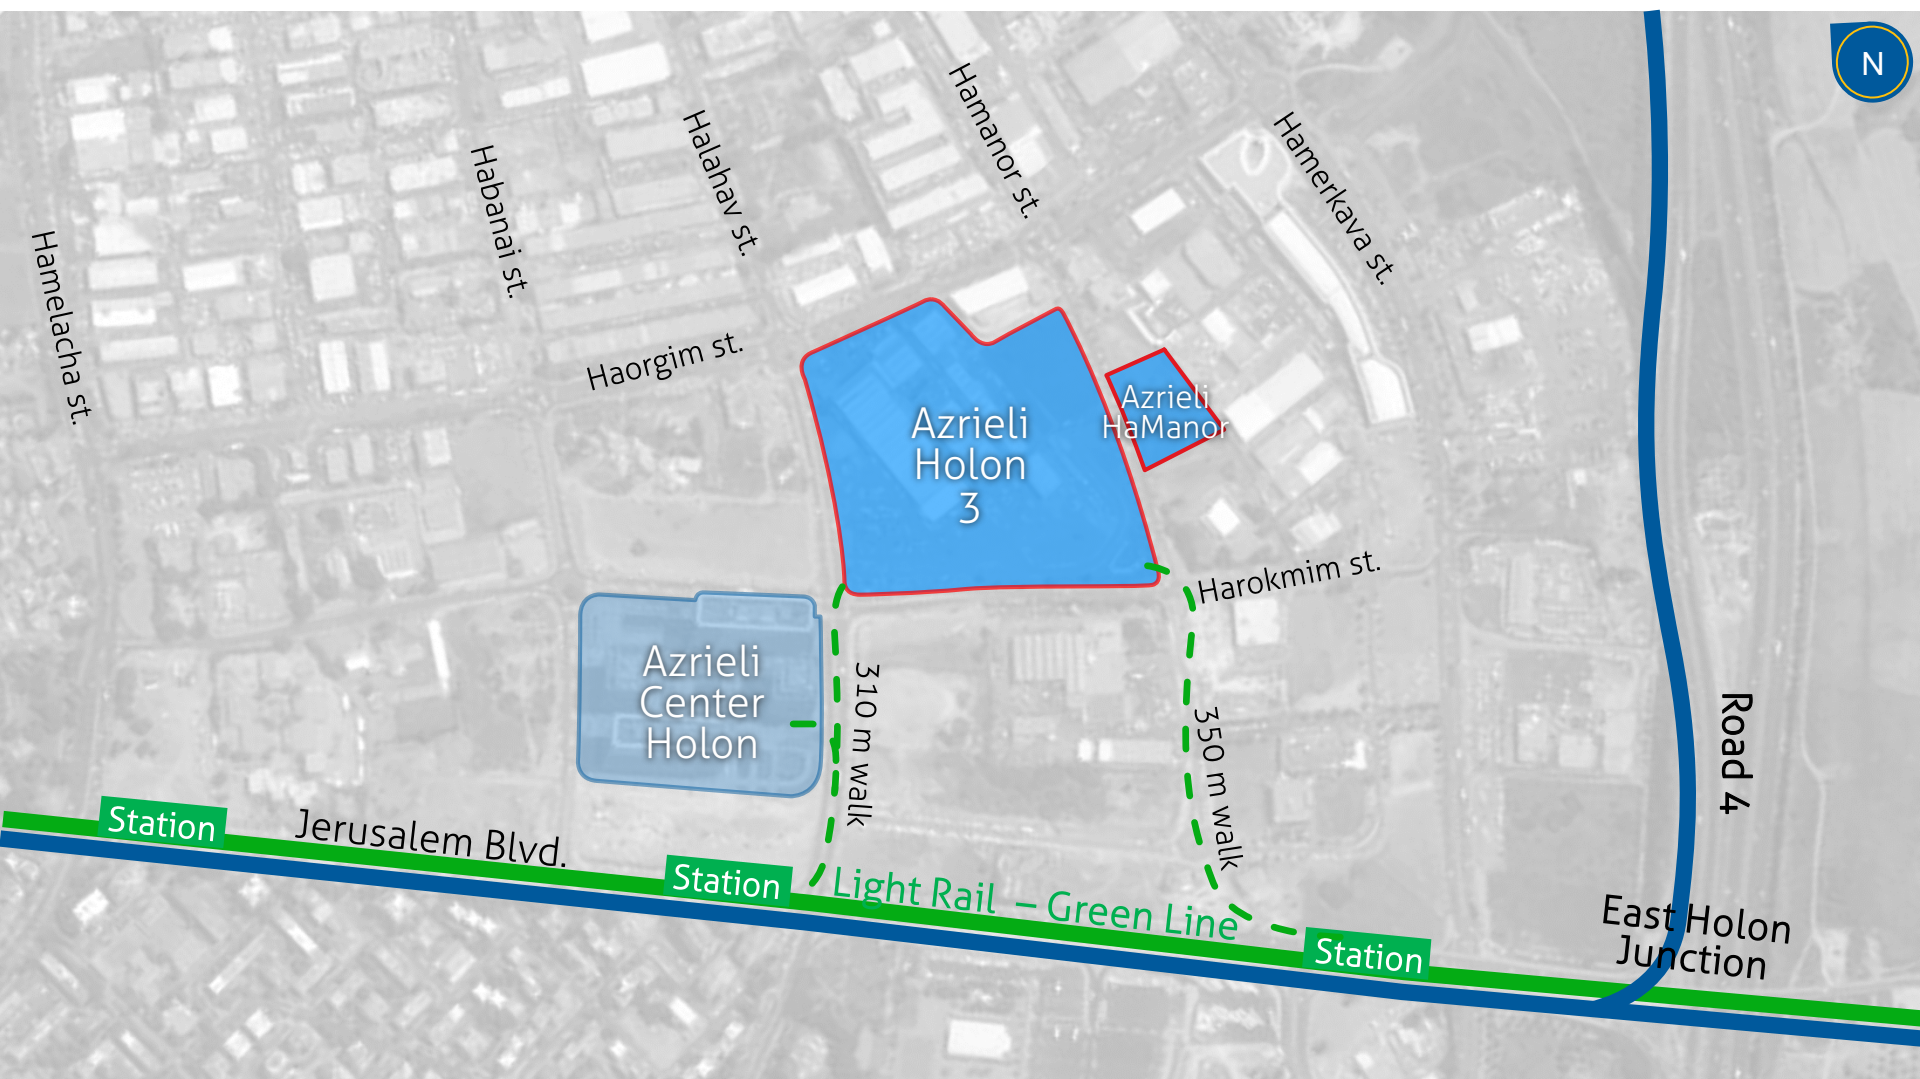 N
Hamanor st.
Halahav st.
Hamerkava st.
Habanai st.
Hamelacha st.
Haorgim st.
Azrieli
HaManor
Azrieli
Holon
3
Harokmim st.
Azrieli
Center
Holon
310 m walk
350 m walk
Road 4
Station
Jerusalem Blvd.
Station
Light Rail – Green Line
Station
East Holon
Junction